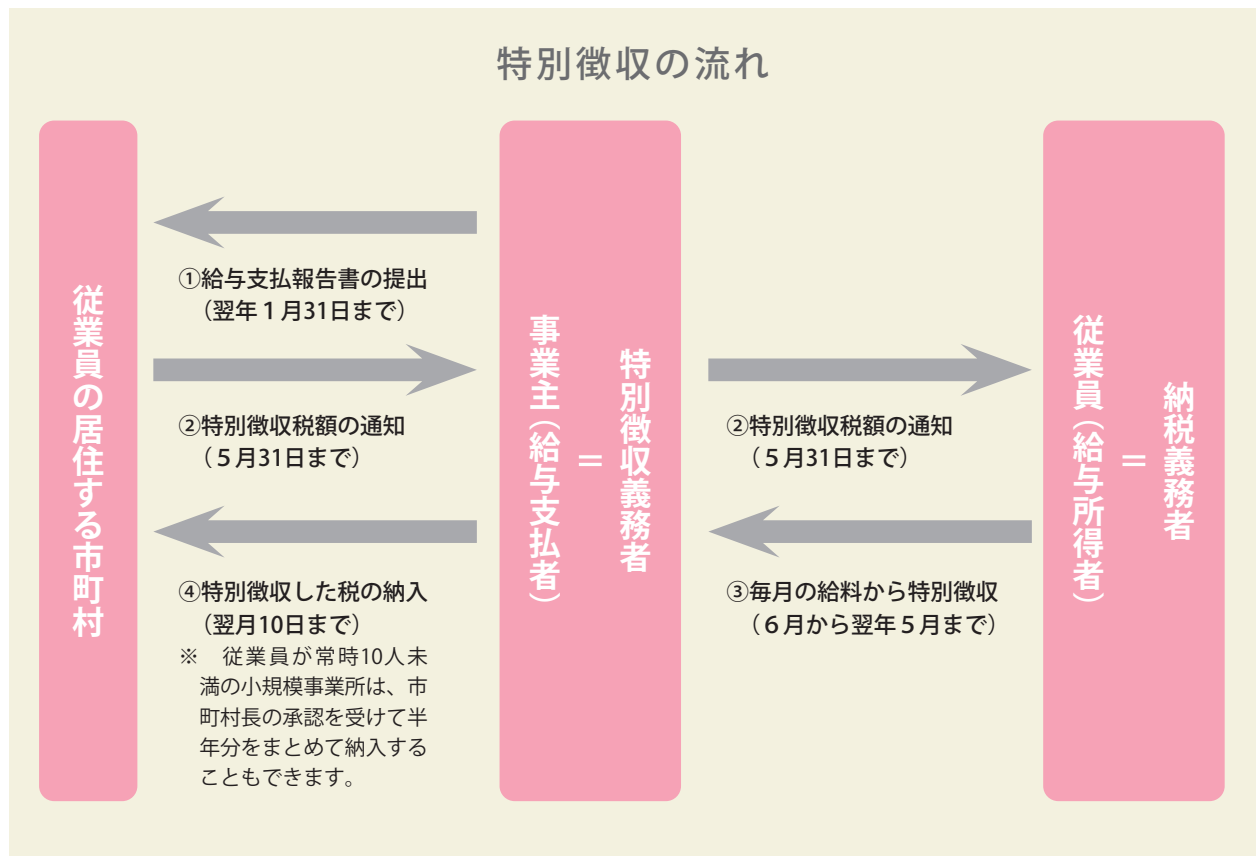 特別徴収の流れ
従業員の居住する市町村
①給与支払報告書の提出
（翌年１月31日まで）
②特別徴収税額の通知
（５月31日まで）
④特別徴収した税の納入
（翌月10日まで）
※　従業員が常時10人未
満の小規模事業所は、市
町村長の承認を受けて半
年分をまとめて納入する
こともできます。
事業主（給与支払者）
＝
特別徴収義務者
②特別徴収税額の通知
（５月31日まで）
③毎月の給料から特別徴収
（６月から翌年５月まで）
従業員（給与所得者）
＝
納税義務者